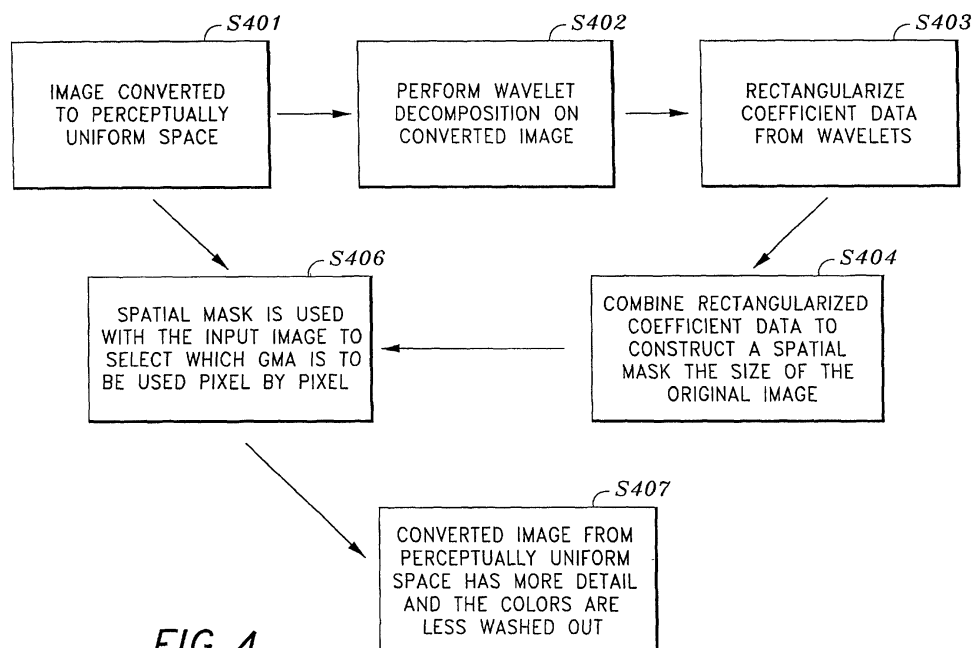 S401
IMAGE CONVERTED
TO PERCEPTUALLY
UNIFORM SPACE
S402
PERFORM WAVELET
DECOMPOSITION ON
CONVERTED IMAGE
S403
RECTANGULARIZE
COEFFICIENT DATA
FROM WAVELETS
S406
SPATIAL MASK IS USED
WITH THE INPUT IMAGE TO
SELECT WHICH GMA IS TO
BE USED PIXEL BY PIXEL
S404
COMBINE RECTANGULARIZED
COEFFICIENT DATA TO
CONSTRUCT A SPATIAL
MASK THE SIZE OF THE
ORIGINAL IMAGE
S407
CONVERTED IMAGE FROM
PERCEPTUALLY UNIFORM
SPACE HAS MORE DETAIL
AND THE COLORS ARE
LESS WASHED OUT
FIG. 4